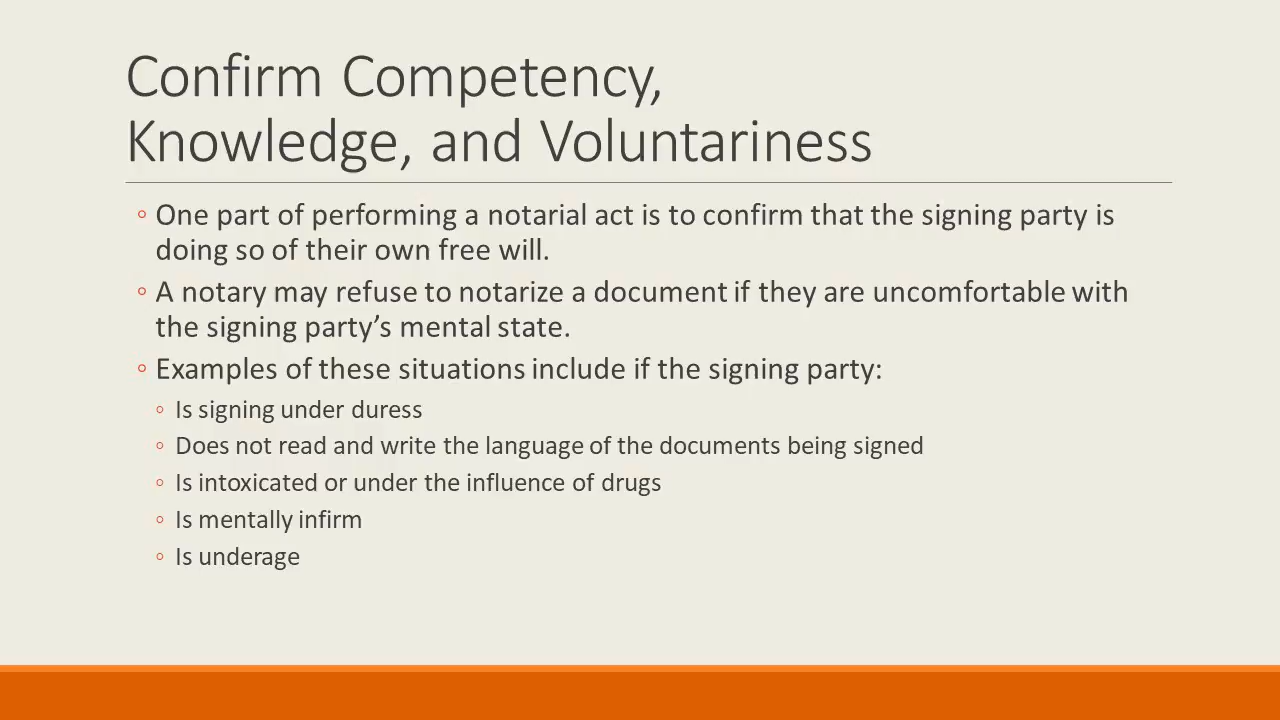 Confirm Competency,
Knowledge, and Voluntariness
◦ One part of performing a notarial act is to confirm that the signing party is
doing so of their own free will.
◦ A notary may refuse to notarize a document if they are uncomfortable with
the signing party’s mental state.
◦ Examples of these situations include if the signing party:
◦ Is signing under duress
◦ Does not read and write the language of the documents being signed
◦ Is intoxicated or under the influence of drugs
◦ Is mentally infirm
◦ Is underage